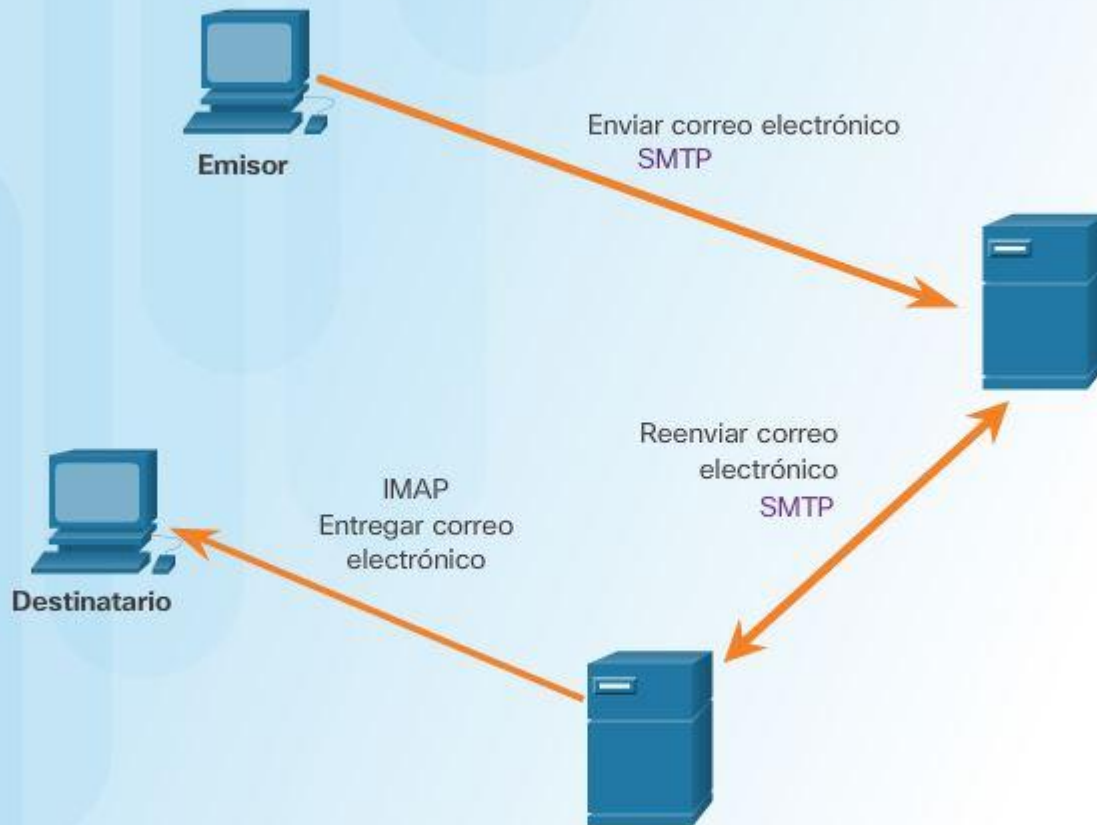 Emisor
Enviar correo electrónico
SMTP
Reenviar correo
electrónico
SMTP
IMAP
Entregar correo
electrónico
Destinatario